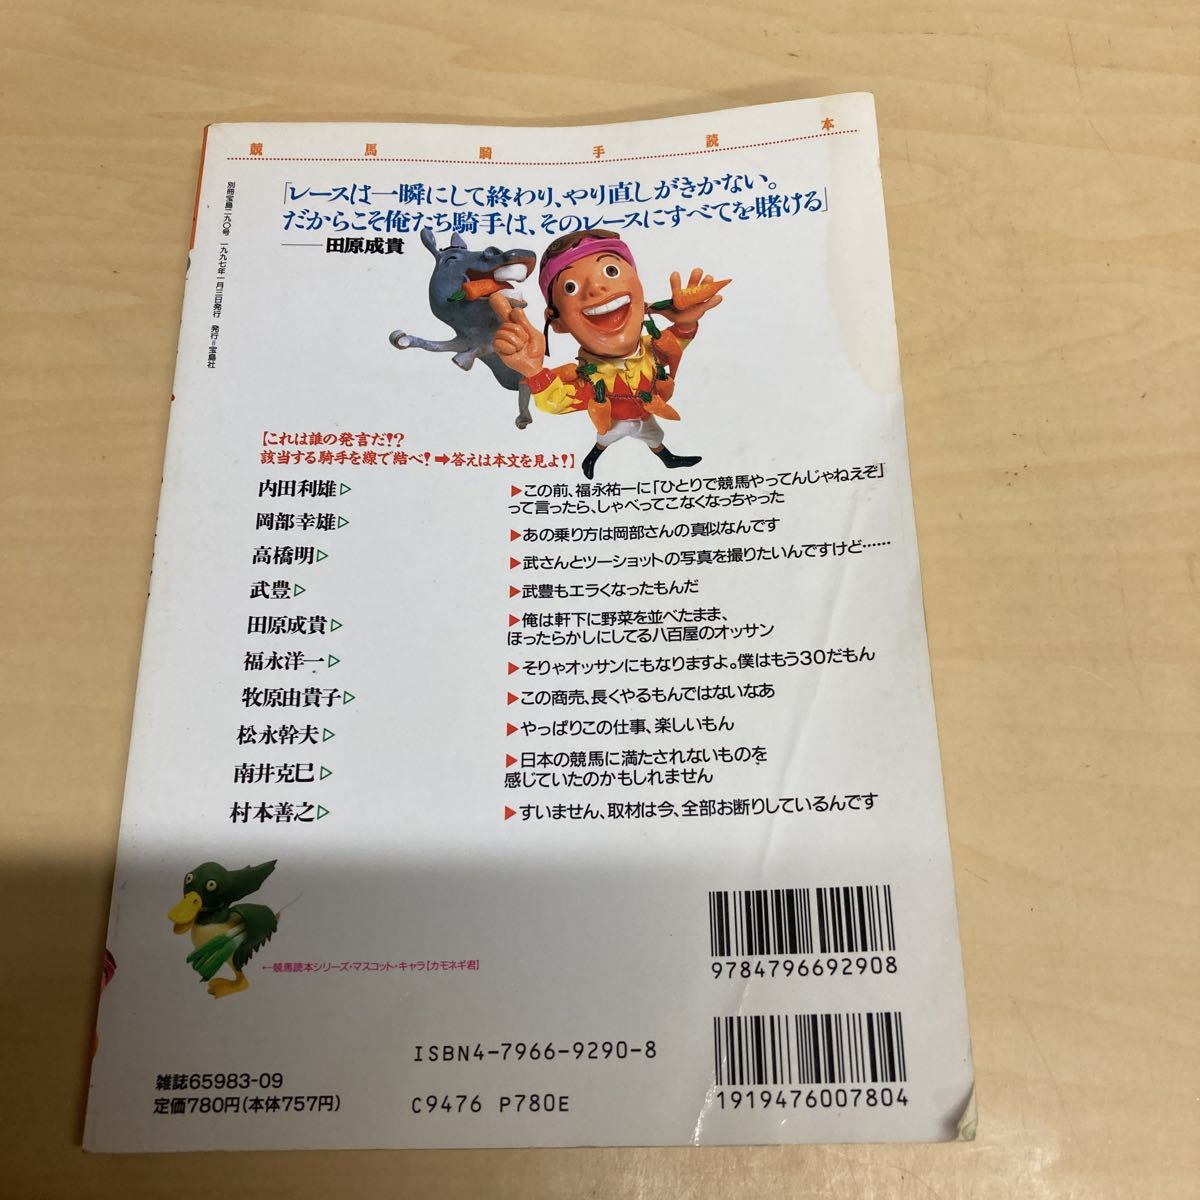 競馬騎手読本
「レースは一瞬にして終わり、やり直しがきかない。
だからこそ俺たち騎手は、そのレースにすべてを賭ける」
――田原成貴
別冊宝島二九〇号 一九九七年一月三日発行 発行=宝島社
【これは誰の発言だ!?
該当する騎手を線で結べ!➡答えは本文を見よ!】
内田利雄▷
岡部幸雄▷
高橋明▷
武豊▷
田原成貴▷
福永洋一▷
牧原由貴子▷
松永幹夫▷
南井克巳▷
村本善之▷
▶この前、福永祐一に「ひとりで競馬やってんじゃねえぞ」
って言ったら、しゃべってこなくなっちゃった
▶あの乗り方は岡部さんの真似なんです
▶武さんとツーショットの写真を撮りたいんですけど……
▶武豊もエラくなったもんだ
▶俺は軒下に野菜を並べたまま、
ほったらかしにしてる八百屋のオッサン
▶そりゃオッサンにもなりますよ。僕はもう30だもん
▶この商売、長くやるもんではないなあ
▶やっぱりこの仕事、楽しいもん
▶日本の競馬に満たされないものを
感じていたのかもしれません
▶すいません、取材は今、全部お断りしているんです
←競馬読本シリーズ・マスコット・キャラ【カモネギ君】
9784796692908
ISBN4-7966-9290-8
雑誌65983-09
定価780円(本体757円)
C9476 P780E
1919476007804